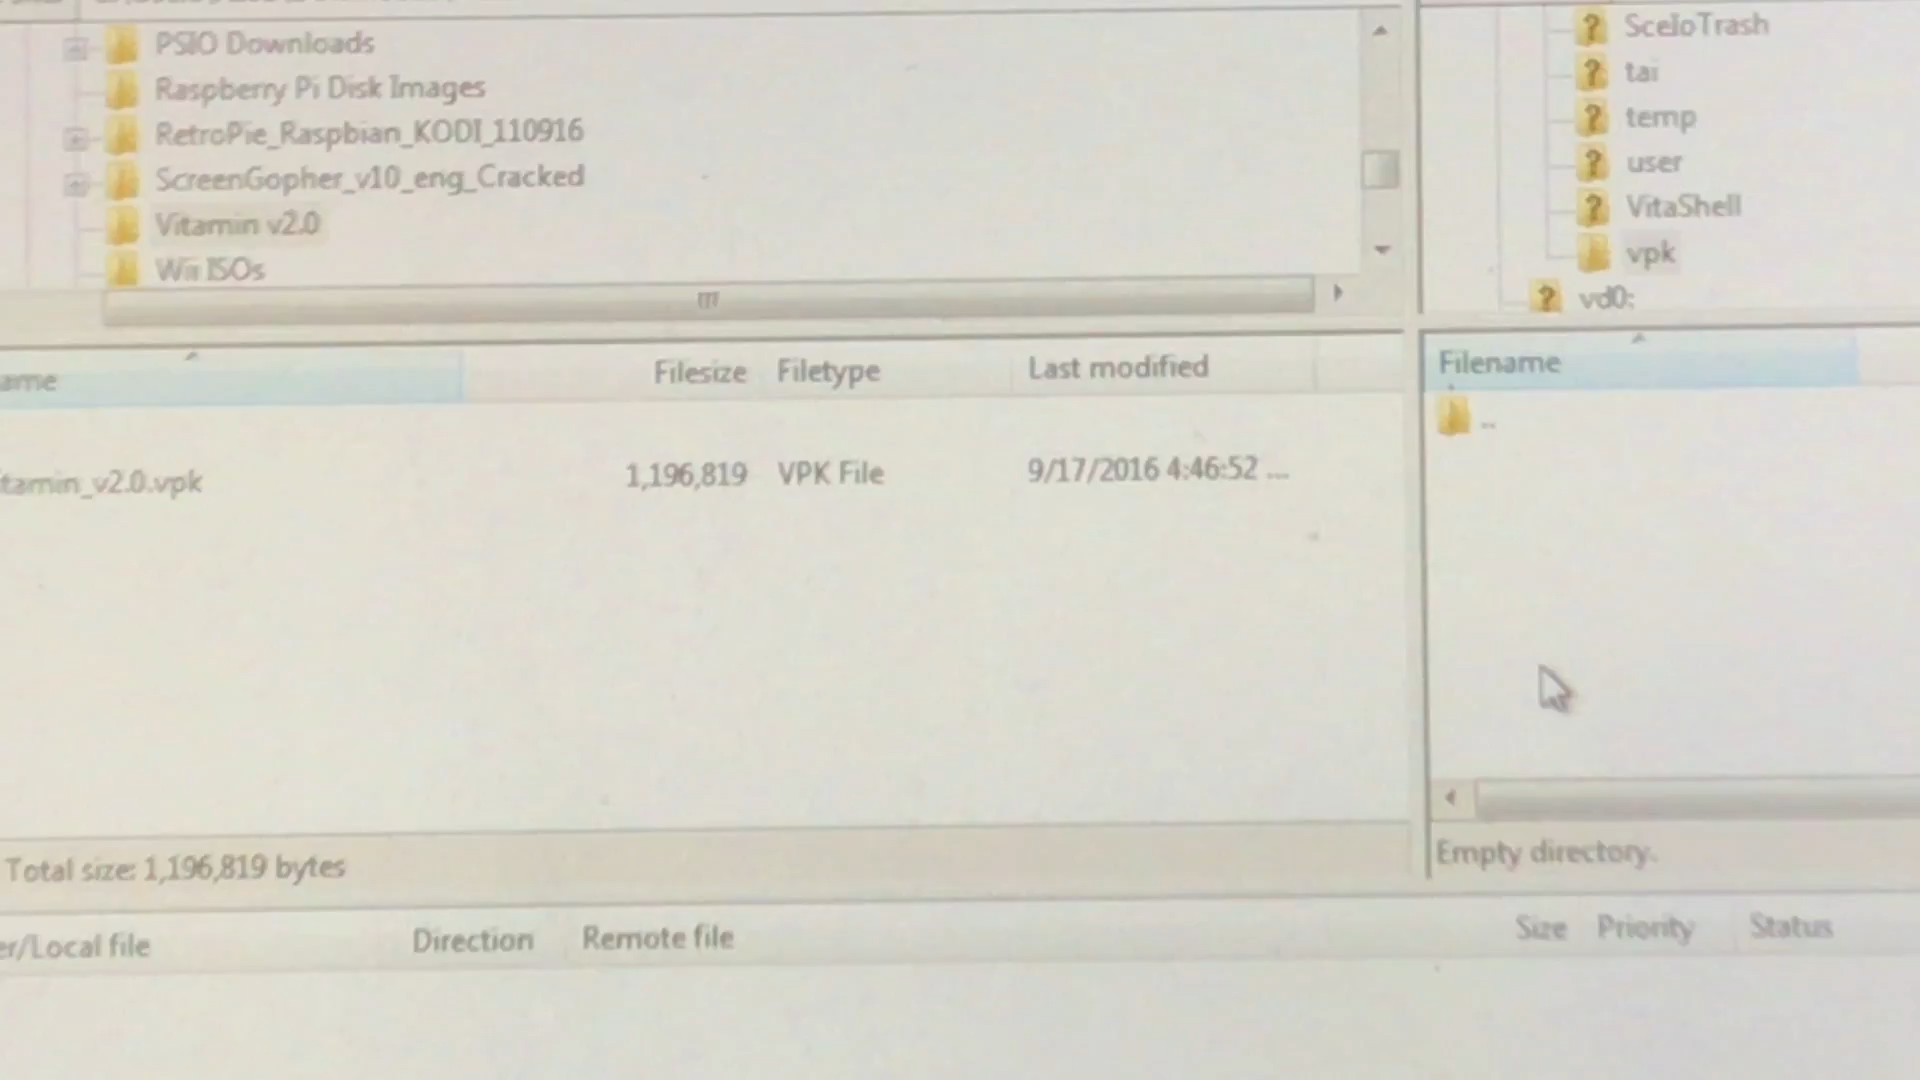 PSIO Downloads
Raspberry Pi Disk Images
RetroPie_Raspbian_KODI_110916
ScreenGopher_v10_eng_Cracked
Vitamin v2.0
Wii ISOs
SceIoTrash
tai
temp
user
VitaShell
vpk
vd0:
ame Filesize Filetype Last modified
tamin_v2.0.vpk 1,196,819 VPK File 9/17/2016 4:46:52 ...
Total size: 1,196,819 bytes
Filename
..
Empty directory.
er/Local file Direction Remote file Size Priority Status